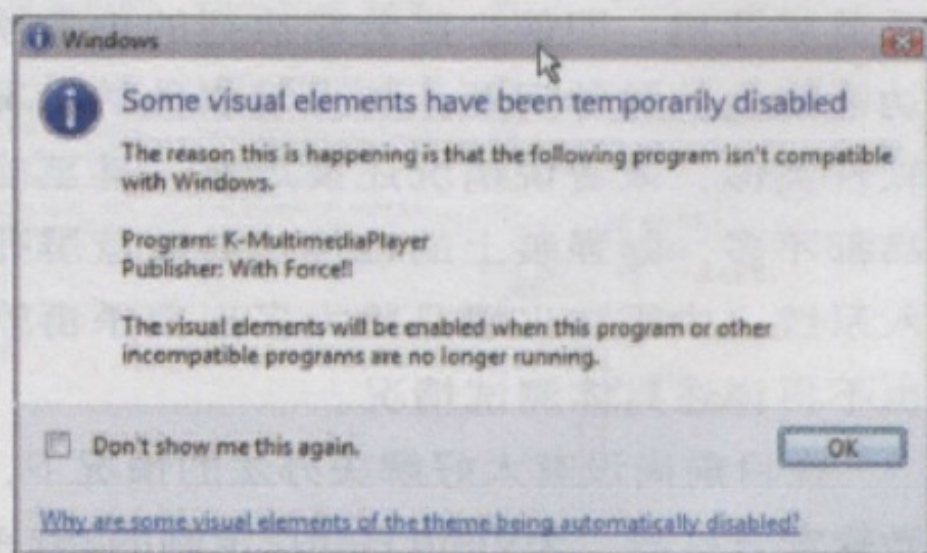 Windows
Some visual elements have been temporarily disabled
The reason this is happening is that the following program isn't compatible
with Windows.
Program: K-MultimediaPlayer
Publisher: With Force!!
The visual elements will be enabled when this program or other
incompatible programs are no longer running.
Don't show me this again.
OK
Why are some visual elements of the theme being automatically disabled?